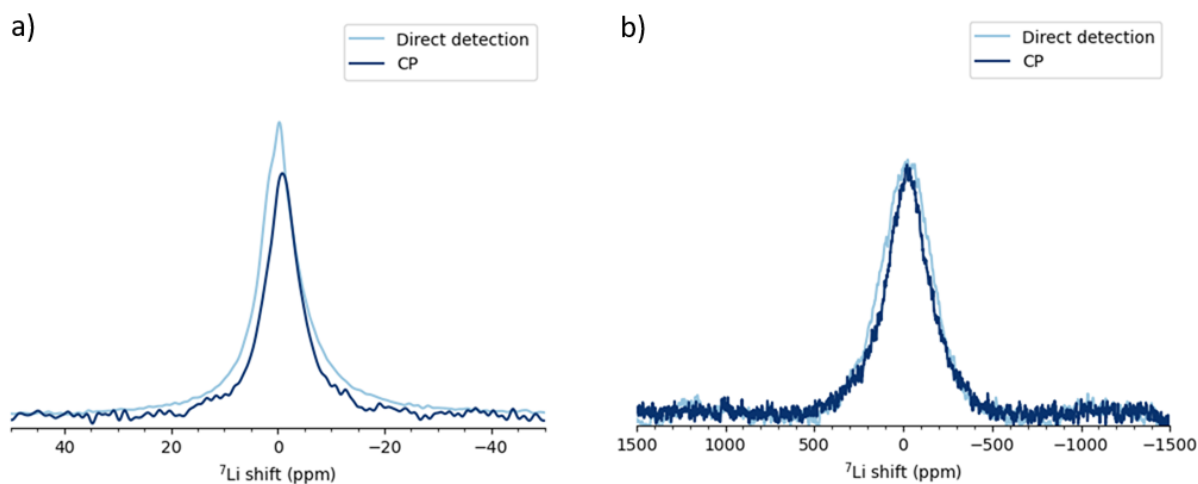 a)
Direct detection
CP
40 20 0 −20 −40
⁷Li shift (ppm)
b)
Direct detection
CP
1500 1000 500 0 −500 −1000 −1500
⁷Li shift (ppm)